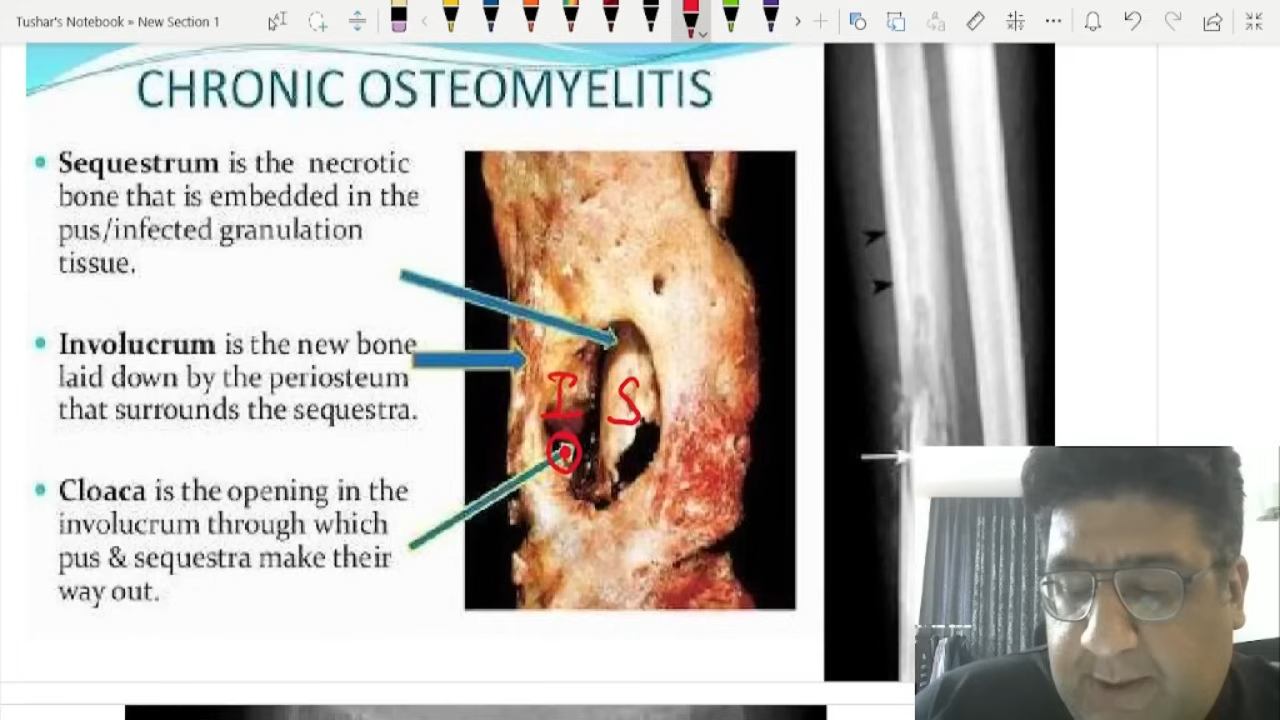 Tushar's Notebook » New Section 1
CHRONIC OSTEOMYELITIS
• Sequestrum is the necrotic
bone that is embedded in the
pus/infected granulation
tissue.
• Involucrum is the new bone
laid down by the periosteum
that surrounds the sequestra.
• Cloaca is the opening in the
involucrum through which
pus & sequestra make their
way out.
I S